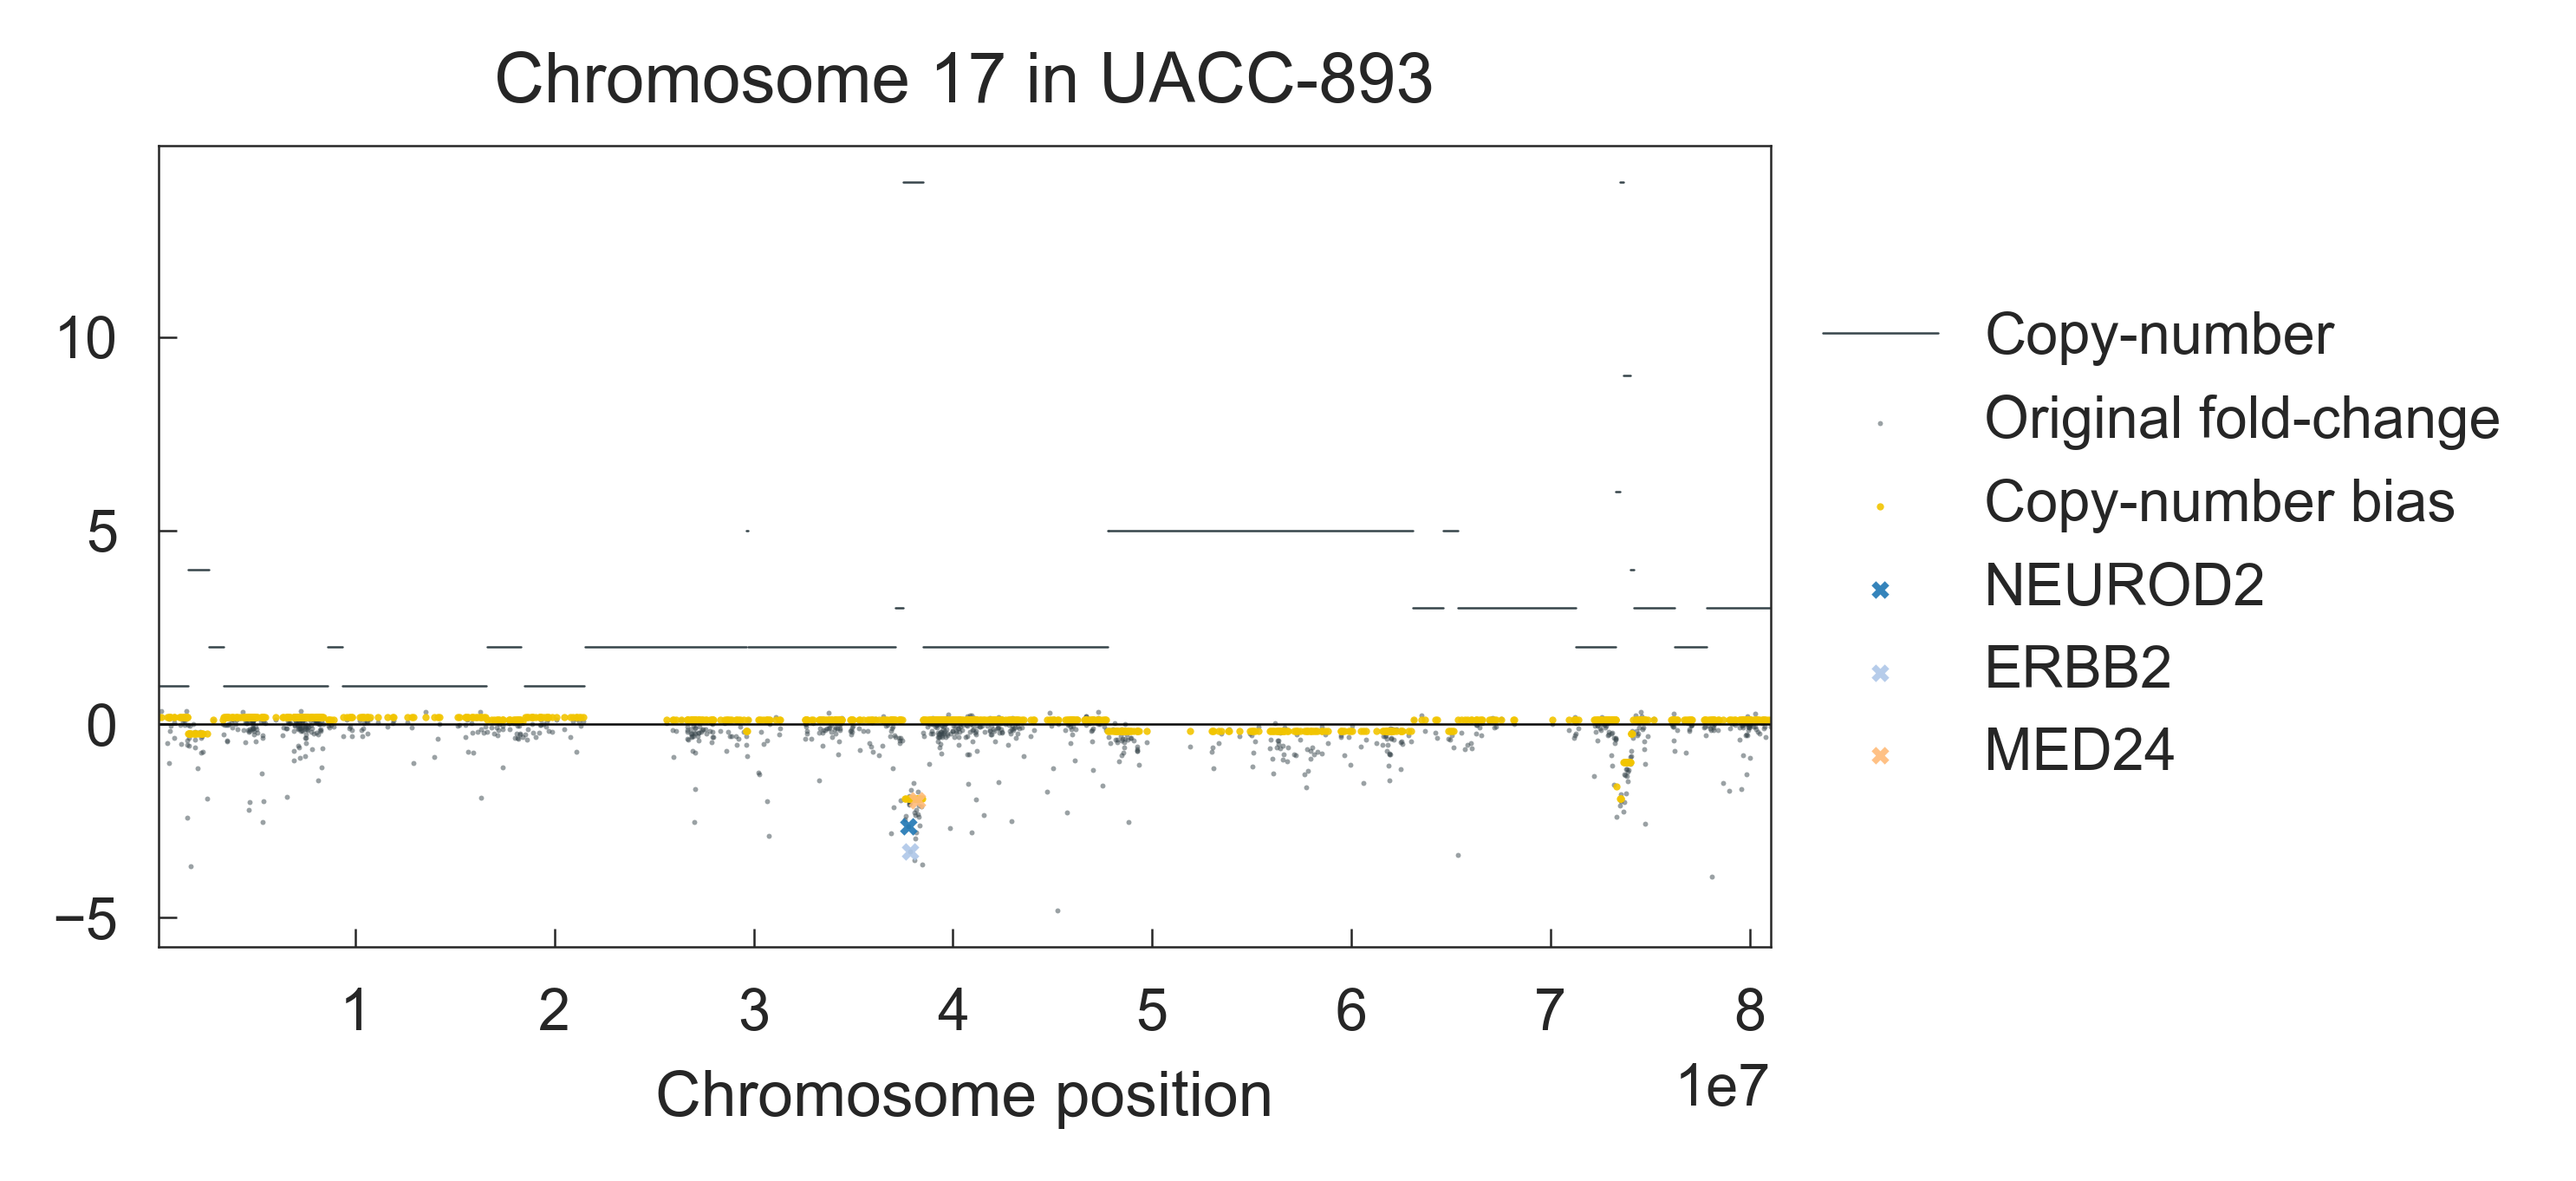 Chromosome 17 in UACC-893
10
5
0
−5
1 2 3 4 5 6 7 8
1e7
Chromosome position
Copy-number
Original fold-change
Copy-number bias
NEUROD2
ERBB2
MED24